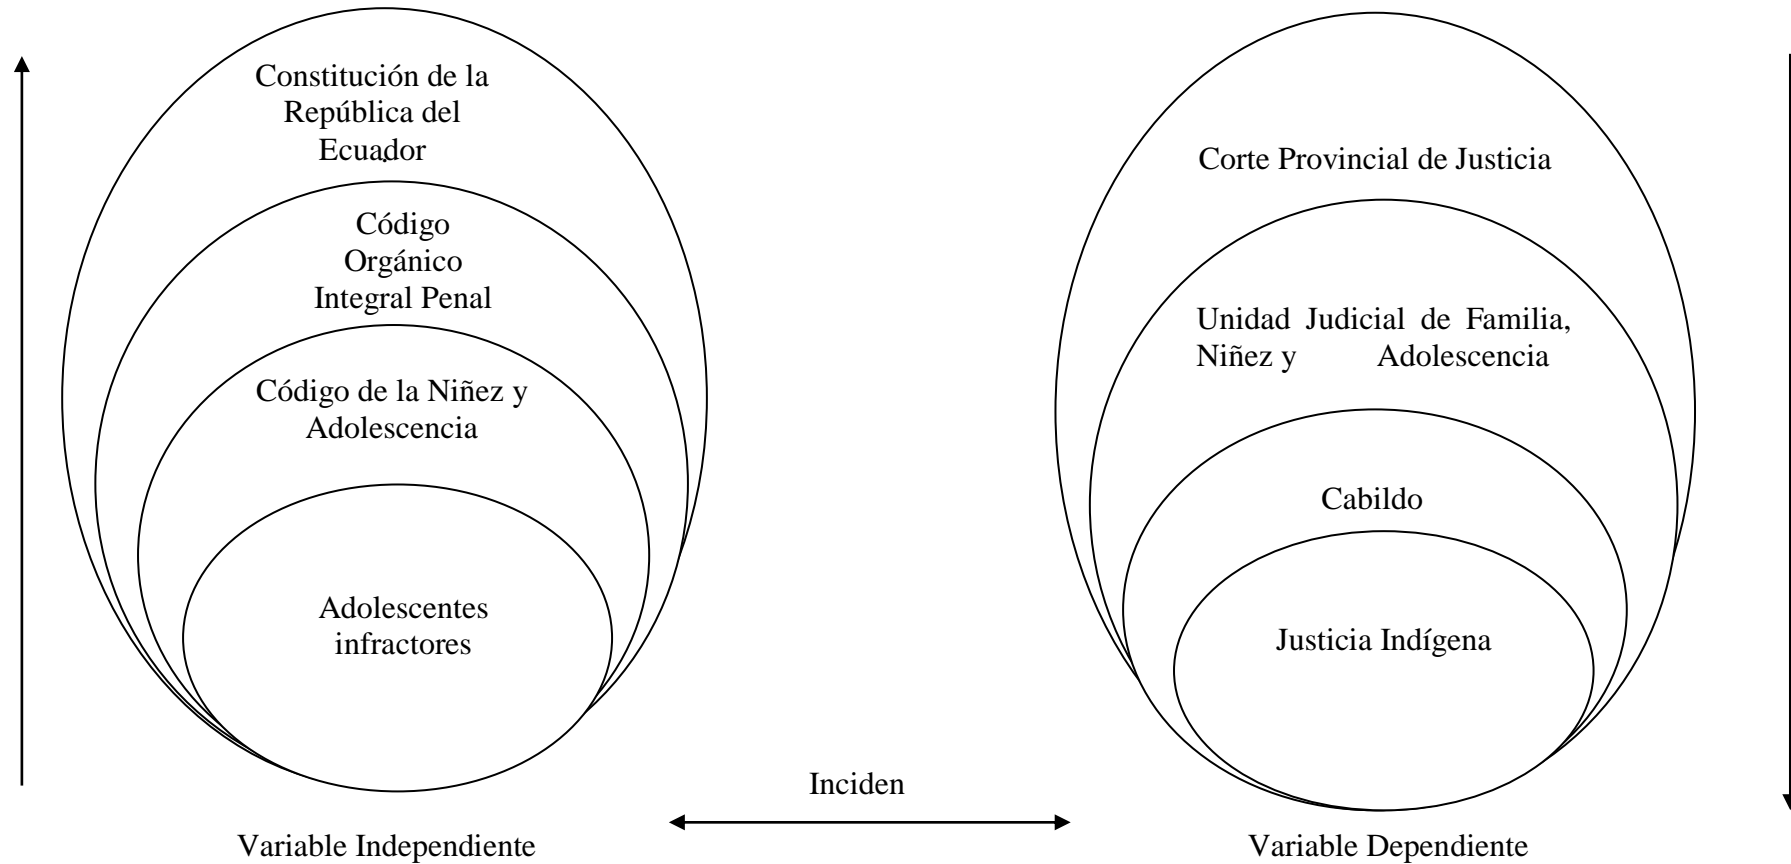 Constitución de la
República del
Ecuador
Código
Orgánico
Integral Penal
Código de la Niñez y
Adolescencia
Adolescentes
infractores
Variable Independiente
Inciden
Corte Provincial de Justicia
Unidad Judicial de Familia,
Niñez y Adolescencia
Cabildo
Justicia Indígena
Variable Dependiente